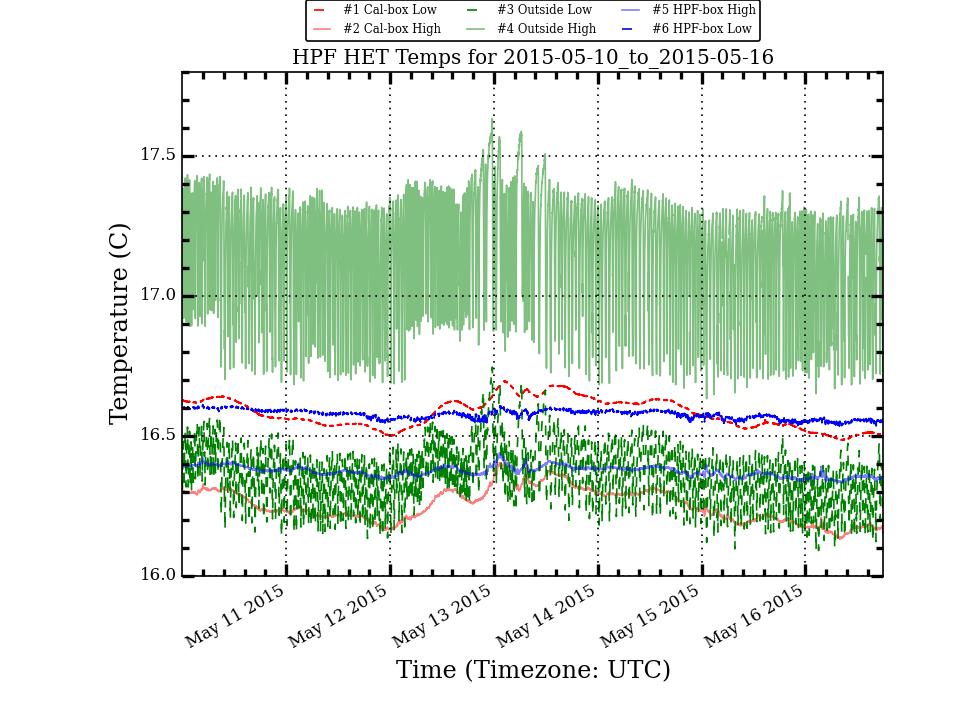 #1 Cal-box Low #3 Outside Low #5 HPF-box High
#2 Cal-box High #4 Outside High #6 HPF-box Low
HPF HET Temps for 2015-05-10_to_2015-05-16
17.5
17.0
16.5
16.0
Temperature (C)
May 11 2015 May 12 2015 May 13 2015 May 14 2015 May 15 2015 May 16 2015
Time (Timezone: UTC)